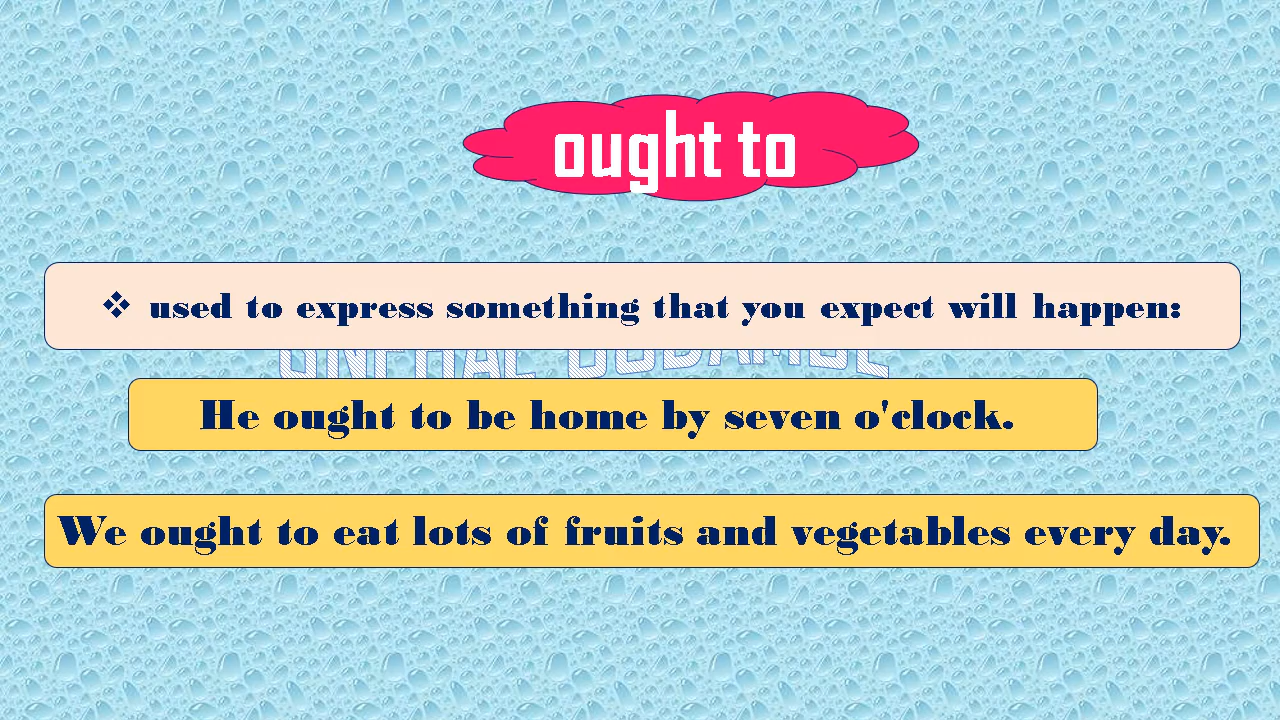 ought to
❖ used to express something that you expect will happen:
He ought to be home by seven o'clock.
We ought to eat lots of fruits and vegetables every day.